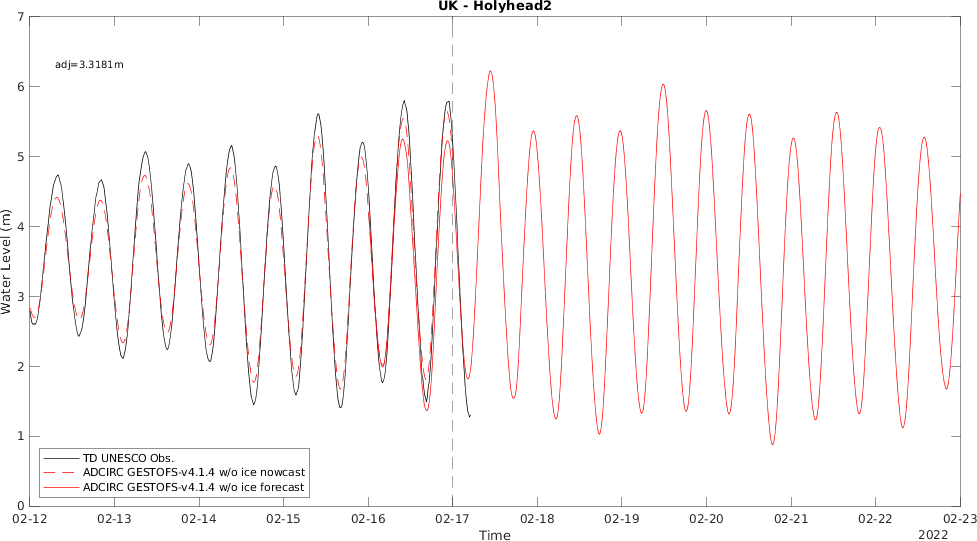 UK - Holyhead2
7
6
5
4
3
2
1
0
Water Level (m)
adj=3.3181m
TD UNESCO Obs.
ADCIRC GESTOFS-v4.1.4 w/o ice nowcast
ADCIRC GESTOFS-v4.1.4 w/o ice forecast
02-12 02-13 02-14 02-15 02-16 02-17 02-18 02-19 02-20 02-21 02-22 02-23
Time
2022